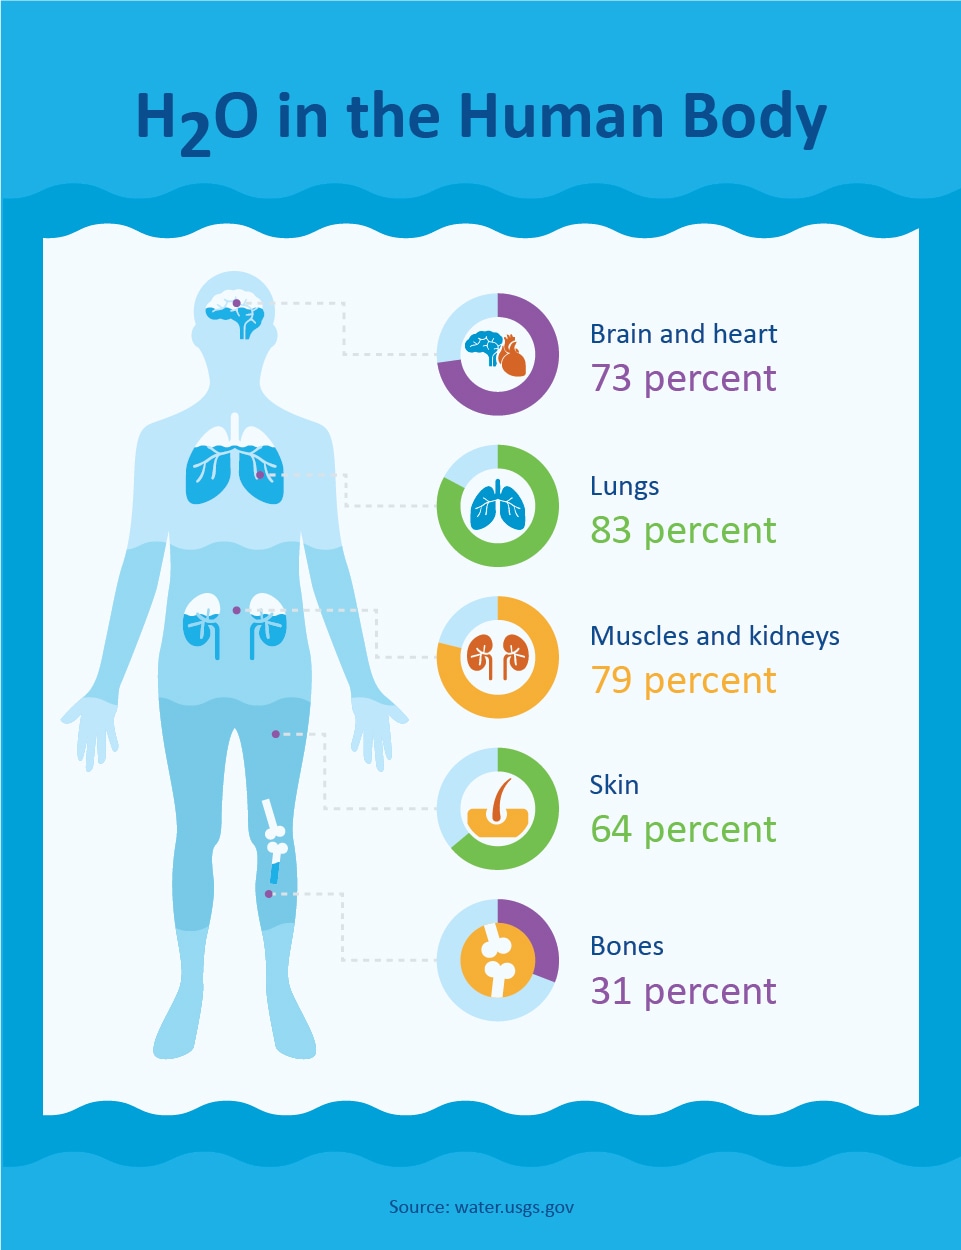 H2O in the Human Body
Brain and heart
73 percent
Lungs
83 percent
Muscles and kidneys
79 percent
Skin
64 percent
Bones
31 percent
Source: water.usgs.gov